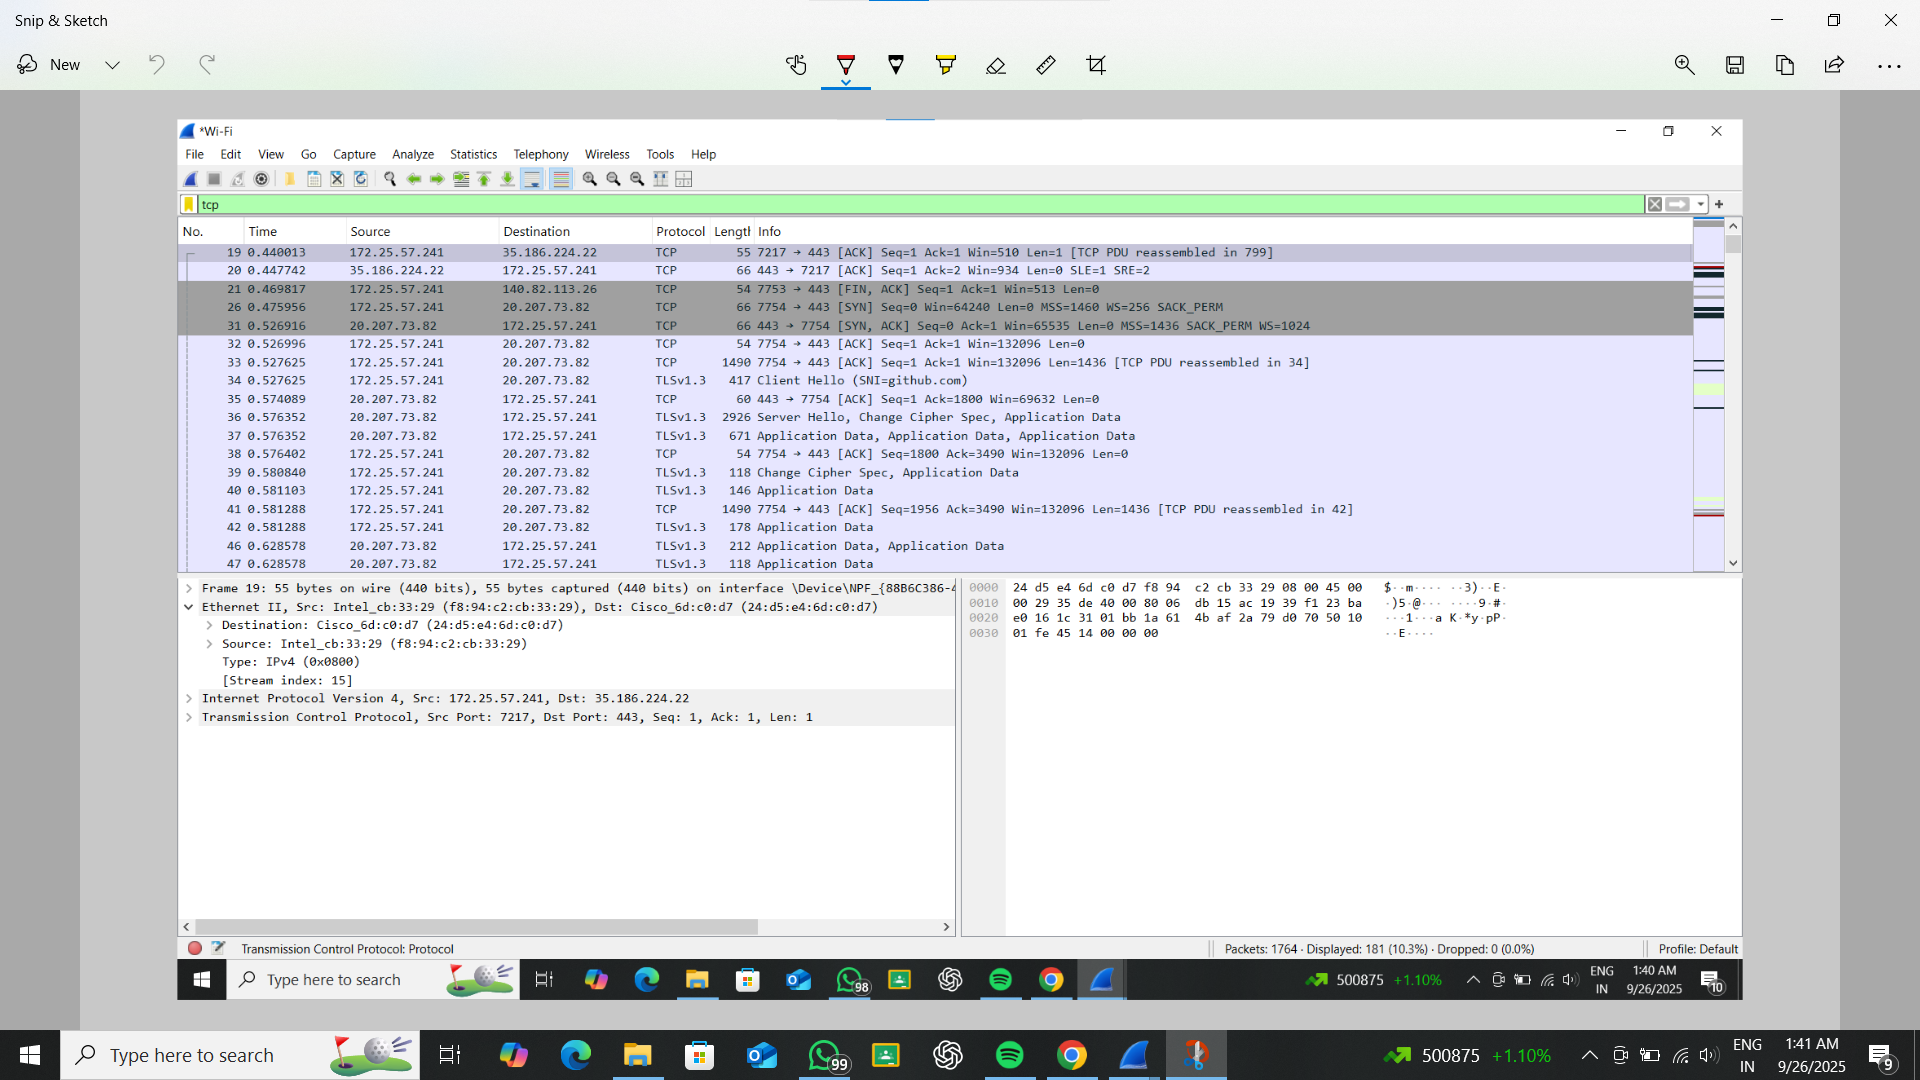 Snip & Sketch
New
*Wi-Fi
File Edit View Go Capture Analyze Statistics Telephony Wireless Tools Help
tcp
No. Time Source Destination Protocol Length Info
19 0.440013 172.25.57.241 35.186.224.22 TCP 55 7217 → 443 [ACK] Seq=1 Ack=1 Win=510 Len=1 [TCP PDU reassembled in 799]
20 0.447742 35.186.224.22 172.25.57.241 TCP 66 443 → 7217 [ACK] Seq=1 Ack=2 Win=934 Len=0 SLE=1 SRE=2
21 0.469817 172.25.57.241 140.82.113.26 TCP 54 7753 → 443 [FIN, ACK] Seq=1 Ack=1 Win=513 Len=0
26 0.475956 172.25.57.241 20.207.73.82 TCP 66 7754 → 443 [SYN] Seq=0 Win=64240 Len=0 MSS=1460 WS=256 SACK_PERM
31 0.526916 20.207.73.82 172.25.57.241 TCP 66 443 → 7754 [SYN, ACK] Seq=0 Ack=1 Win=65535 Len=0 MSS=1436 SACK_PERM WS=1024
32 0.526996 172.25.57.241 20.207.73.82 TCP 54 7754 → 443 [ACK] Seq=1 Ack=1 Win=132096 Len=0
33 0.527625 172.25.57.241 20.207.73.82 TCP 1490 7754 → 443 [ACK] Seq=1 Ack=1 Win=132096 Len=1436 [TCP PDU reassembled in 34]
34 0.527625 172.25.57.241 20.207.73.82 TLSv1.3 417 Client Hello (SNI=github.com)
35 0.574089 20.207.73.82 172.25.57.241 TCP 60 443 → 7754 [ACK] Seq=1 Ack=1800 Win=69632 Len=0
36 0.576352 20.207.73.82 172.25.57.241 TLSv1.3 2926 Server Hello, Change Cipher Spec, Application Data
37 0.576352 20.207.73.82 172.25.57.241 TLSv1.3 671 Application Data, Application Data, Application Data
38 0.576402 172.25.57.241 20.207.73.82 TCP 54 7754 → 443 [ACK] Seq=1800 Ack=3490 Win=132096 Len=0
39 0.580840 172.25.57.241 20.207.73.82 TLSv1.3 118 Change Cipher Spec, Application Data
40 0.581103 172.25.57.241 20.207.73.82 TLSv1.3 146 Application Data
41 0.581288 172.25.57.241 20.207.73.82 TCP 1490 7754 → 443 [ACK] Seq=1956 Ack=3490 Win=132096 Len=1436 [TCP PDU reassembled in 42]
42 0.581288 172.25.57.241 20.207.73.82 TLSv1.3 178 Application Data
46 0.628578 20.207.73.82 172.25.57.241 TLSv1.3 212 Application Data, Application Data
47 0.628578 20.207.73.82 172.25.57.241 TLSv1.3 118 Application Data
Frame 19: 55 bytes on wire (440 bits), 55 bytes captured (440 bits) on interface \Device\NPF_{88B6C386-4
Ethernet II, Src: Intel_cb:33:29 (f8:94:c2:cb:33:29), Dst: Cisco_6d:c0:d7 (24:d5:e4:6d:c0:d7)
Destination: Cisco_6d:c0:d7 (24:d5:e4:6d:c0:d7)
Source: Intel_cb:33:29 (f8:94:c2:cb:33:29)
Type: IPv4 (0x0800)
[Stream index: 15]
Internet Protocol Version 4, Src: 172.25.57.241, Dst: 35.186.224.22
Transmission Control Protocol, Src Port: 7217, Dst Port: 443, Seq: 1, Ack: 1, Len: 1
0000 24 d5 e4 6d c0 d7 f8 94 c2 cb 33 29 08 00 45 00 $··m···· ··3)··E·
0010 00 29 35 de 40 00 80 06 db 15 ac 19 39 f1 23 ba ·)5·@··· ····9·#·
0020 e0 16 1c 31 01 bb 1a 61 4b af 2a 79 d0 70 50 10 ···1···a K·*y·pP·
0030 01 fe 45 14 00 00 00 ··E····
Transmission Control Protocol: Protocol
Packets: 1764 · Displayed: 181 (10.3%) · Dropped: 0 (0.0%)
Profile: Default
Type here to search
98
500875 +1.10%
ENG
IN
1:40 AM
9/26/2025
10
Type here to search
99
500875 +1.10%
ENG
IN
1:41 AM
9/26/2025
9